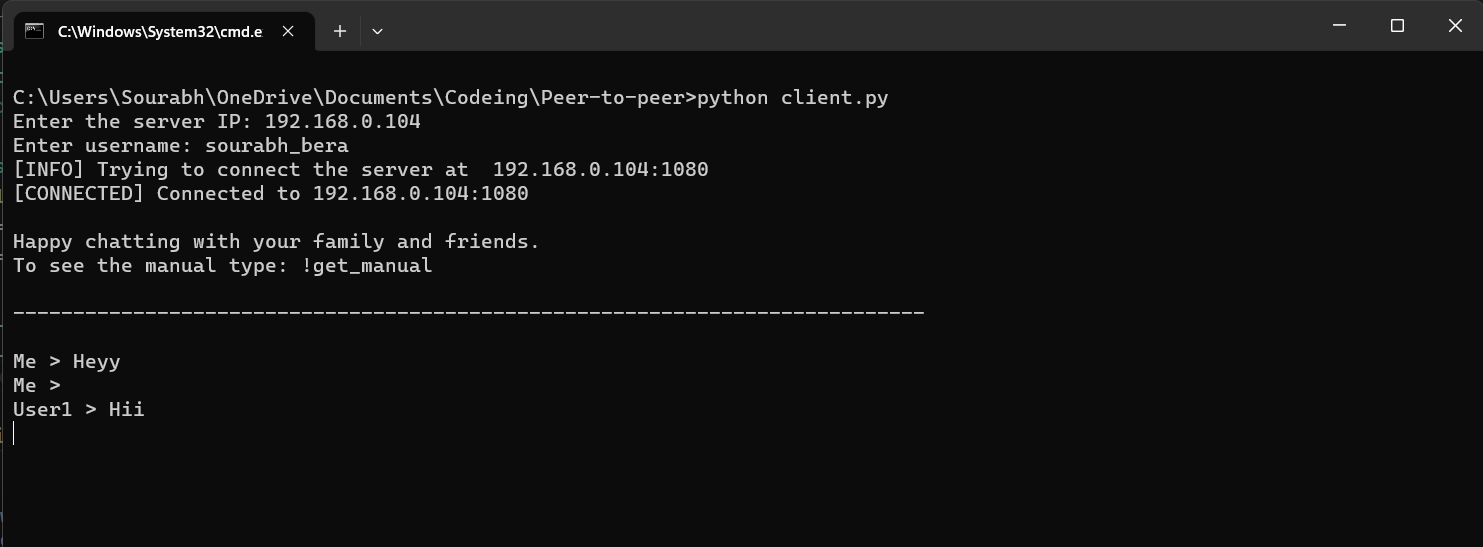 C:\Windows\System32\cmd.e
C:\Users\Sourabh\OneDrive\Documents\Codeing\Peer-to-peer>python client.py
Enter the server IP: 192.168.0.104
Enter username: sourabh_bera
[INFO] Trying to connect the server at  192.168.0.104:1080
[CONNECTED] Connected to 192.168.0.104:1080
Happy chatting with your family and friends.
To see the manual type: !get_manual
----------------------------------------------------------------------------
Me > Heyy
Me >
User1 > Hii